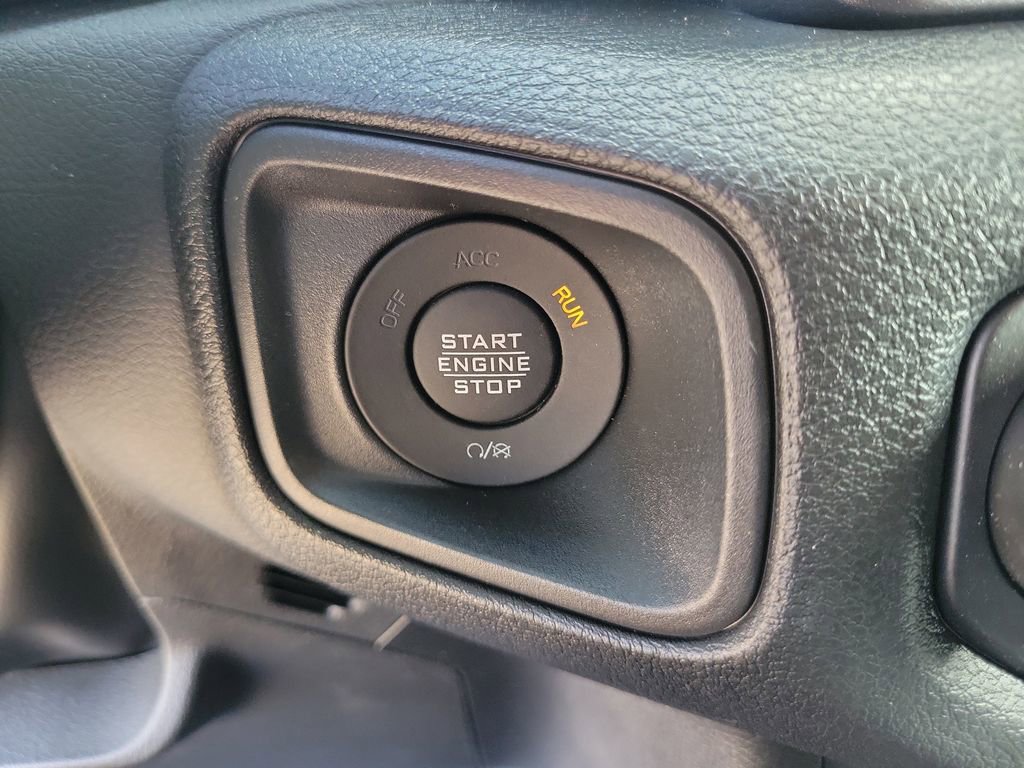 OFF
ACC
RUN
START
ENGINE
STOP